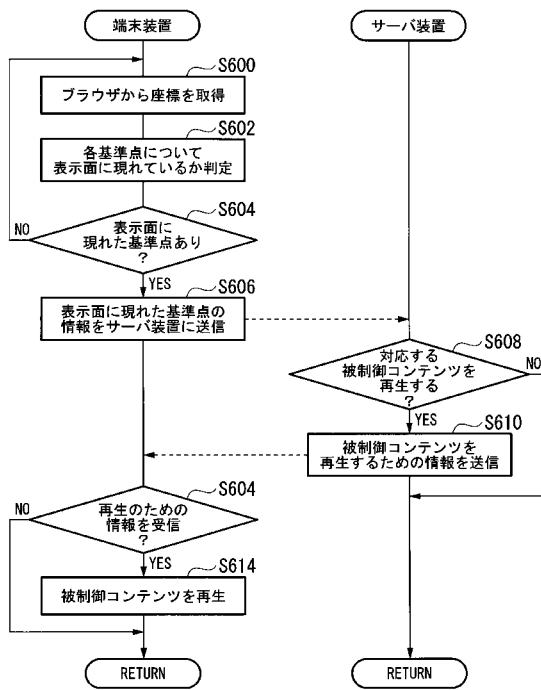 端末装置
サーバ装置
S600
ブラウザから座標を取得
S602
各基準点について
表示面に現れているか判定
S604
表示面に
現れた基準点あり
?
NO
YES
S606
表示面に現れた基準点の
情報をサーバ装置に送信
S608
対応する
被制御コンテンツを
再生する
?
NO
YES
S610
被制御コンテンツを
再生するための情報を送信
S604
再生のための
情報を受信
?
NO
YES
S614
被制御コンテンツを再生
RETURN
RETURN